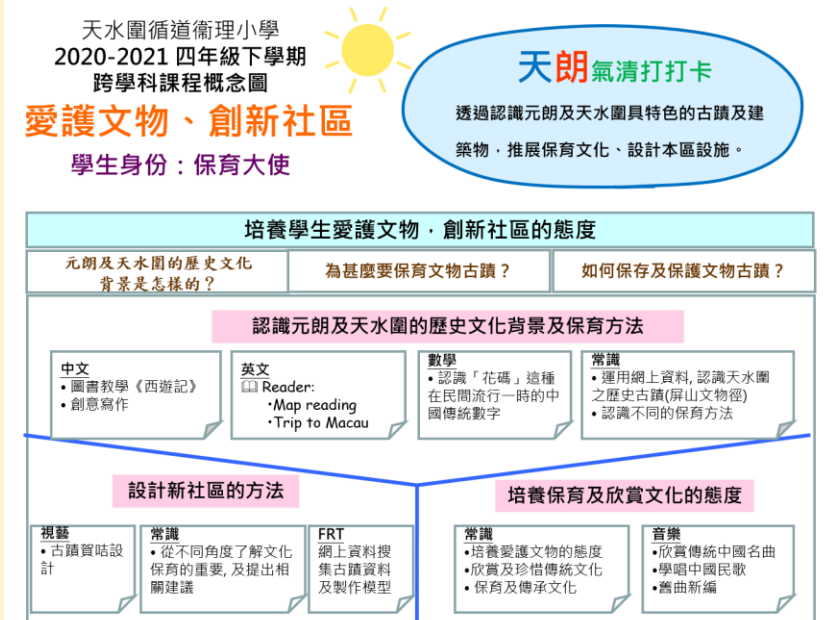 天水圍循道衞理小學
2020-2021 四年級下學期
跨學科課程概念圖
愛護文物、創新社區
學生身份：保育大使
天朗氣清打打卡
透過認識元朗及天水圍具特色的古蹟及建
築物，推展保育文化、設計本區設施。
培養學生愛護文物，創新社區的態度
元朗及天水圍的歷史文化
背景是怎樣的？
為甚麼要保育文物古蹟？
如何保存及保護文物古蹟？
認識元朗及天水圍的歷史文化背景及保育方法
中文
• 圖書教學《西遊記》
• 創意寫作
英文
Reader:
•Map reading
•Trip to Macau
數學
• 認識「花碼」這種
在民間流行一時的中
國傳統數字
常識
• 運用網上資料, 認識天水圍
之歷史古蹟(屏山文物徑)
• 認識不同的保育方法
設計新社區的方法
培養保育及欣賞文化的態度
視藝
• 古蹟賀咭設
計
常識
• 從不同角度了解文化
保育的重要, 及提出相
關建議
FRT
網上資料搜
集古蹟資料
及製作模型
常識
•培養愛護文物的態度
•欣賞及珍惜傳統文化
• 保育及傳承文化
音樂
•欣賞傳統中國名曲
•學唱中國民歌
•舊曲新編